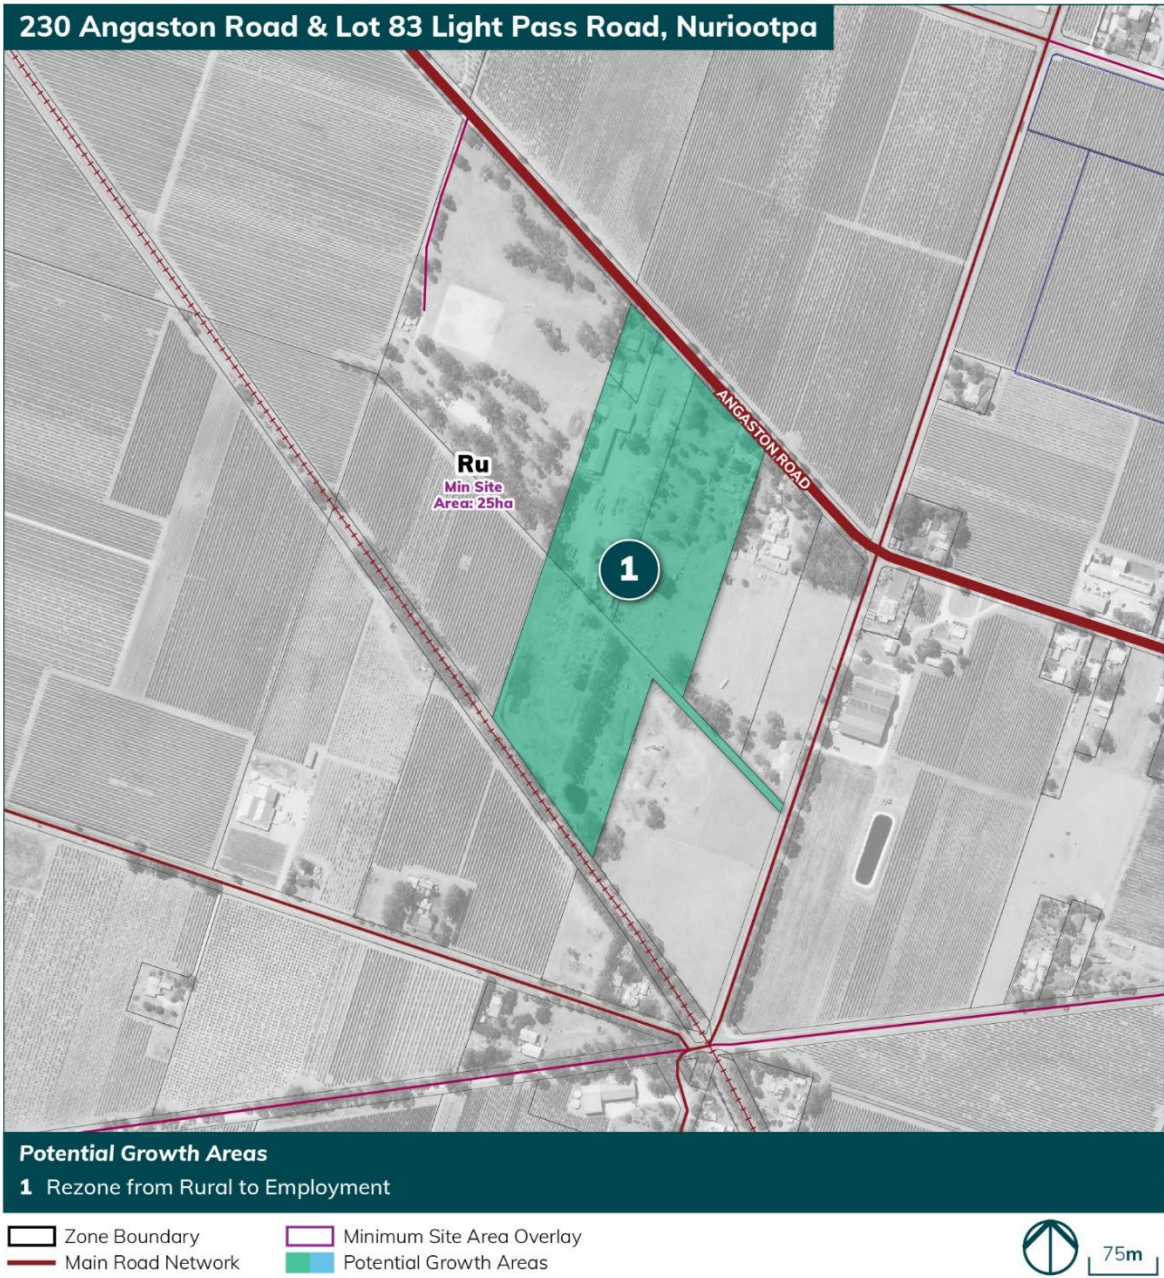 230 Angaston Road & Lot 83 Light Pass Road, Nuriootpa
ANGASTON ROAD
Ru
Min Site
Area: 25ha
1
Potential Growth Areas
1 Rezone from Rural to Employment
Zone Boundary
Minimum Site Area Overlay
Main Road Network
Potential Growth Areas
75m